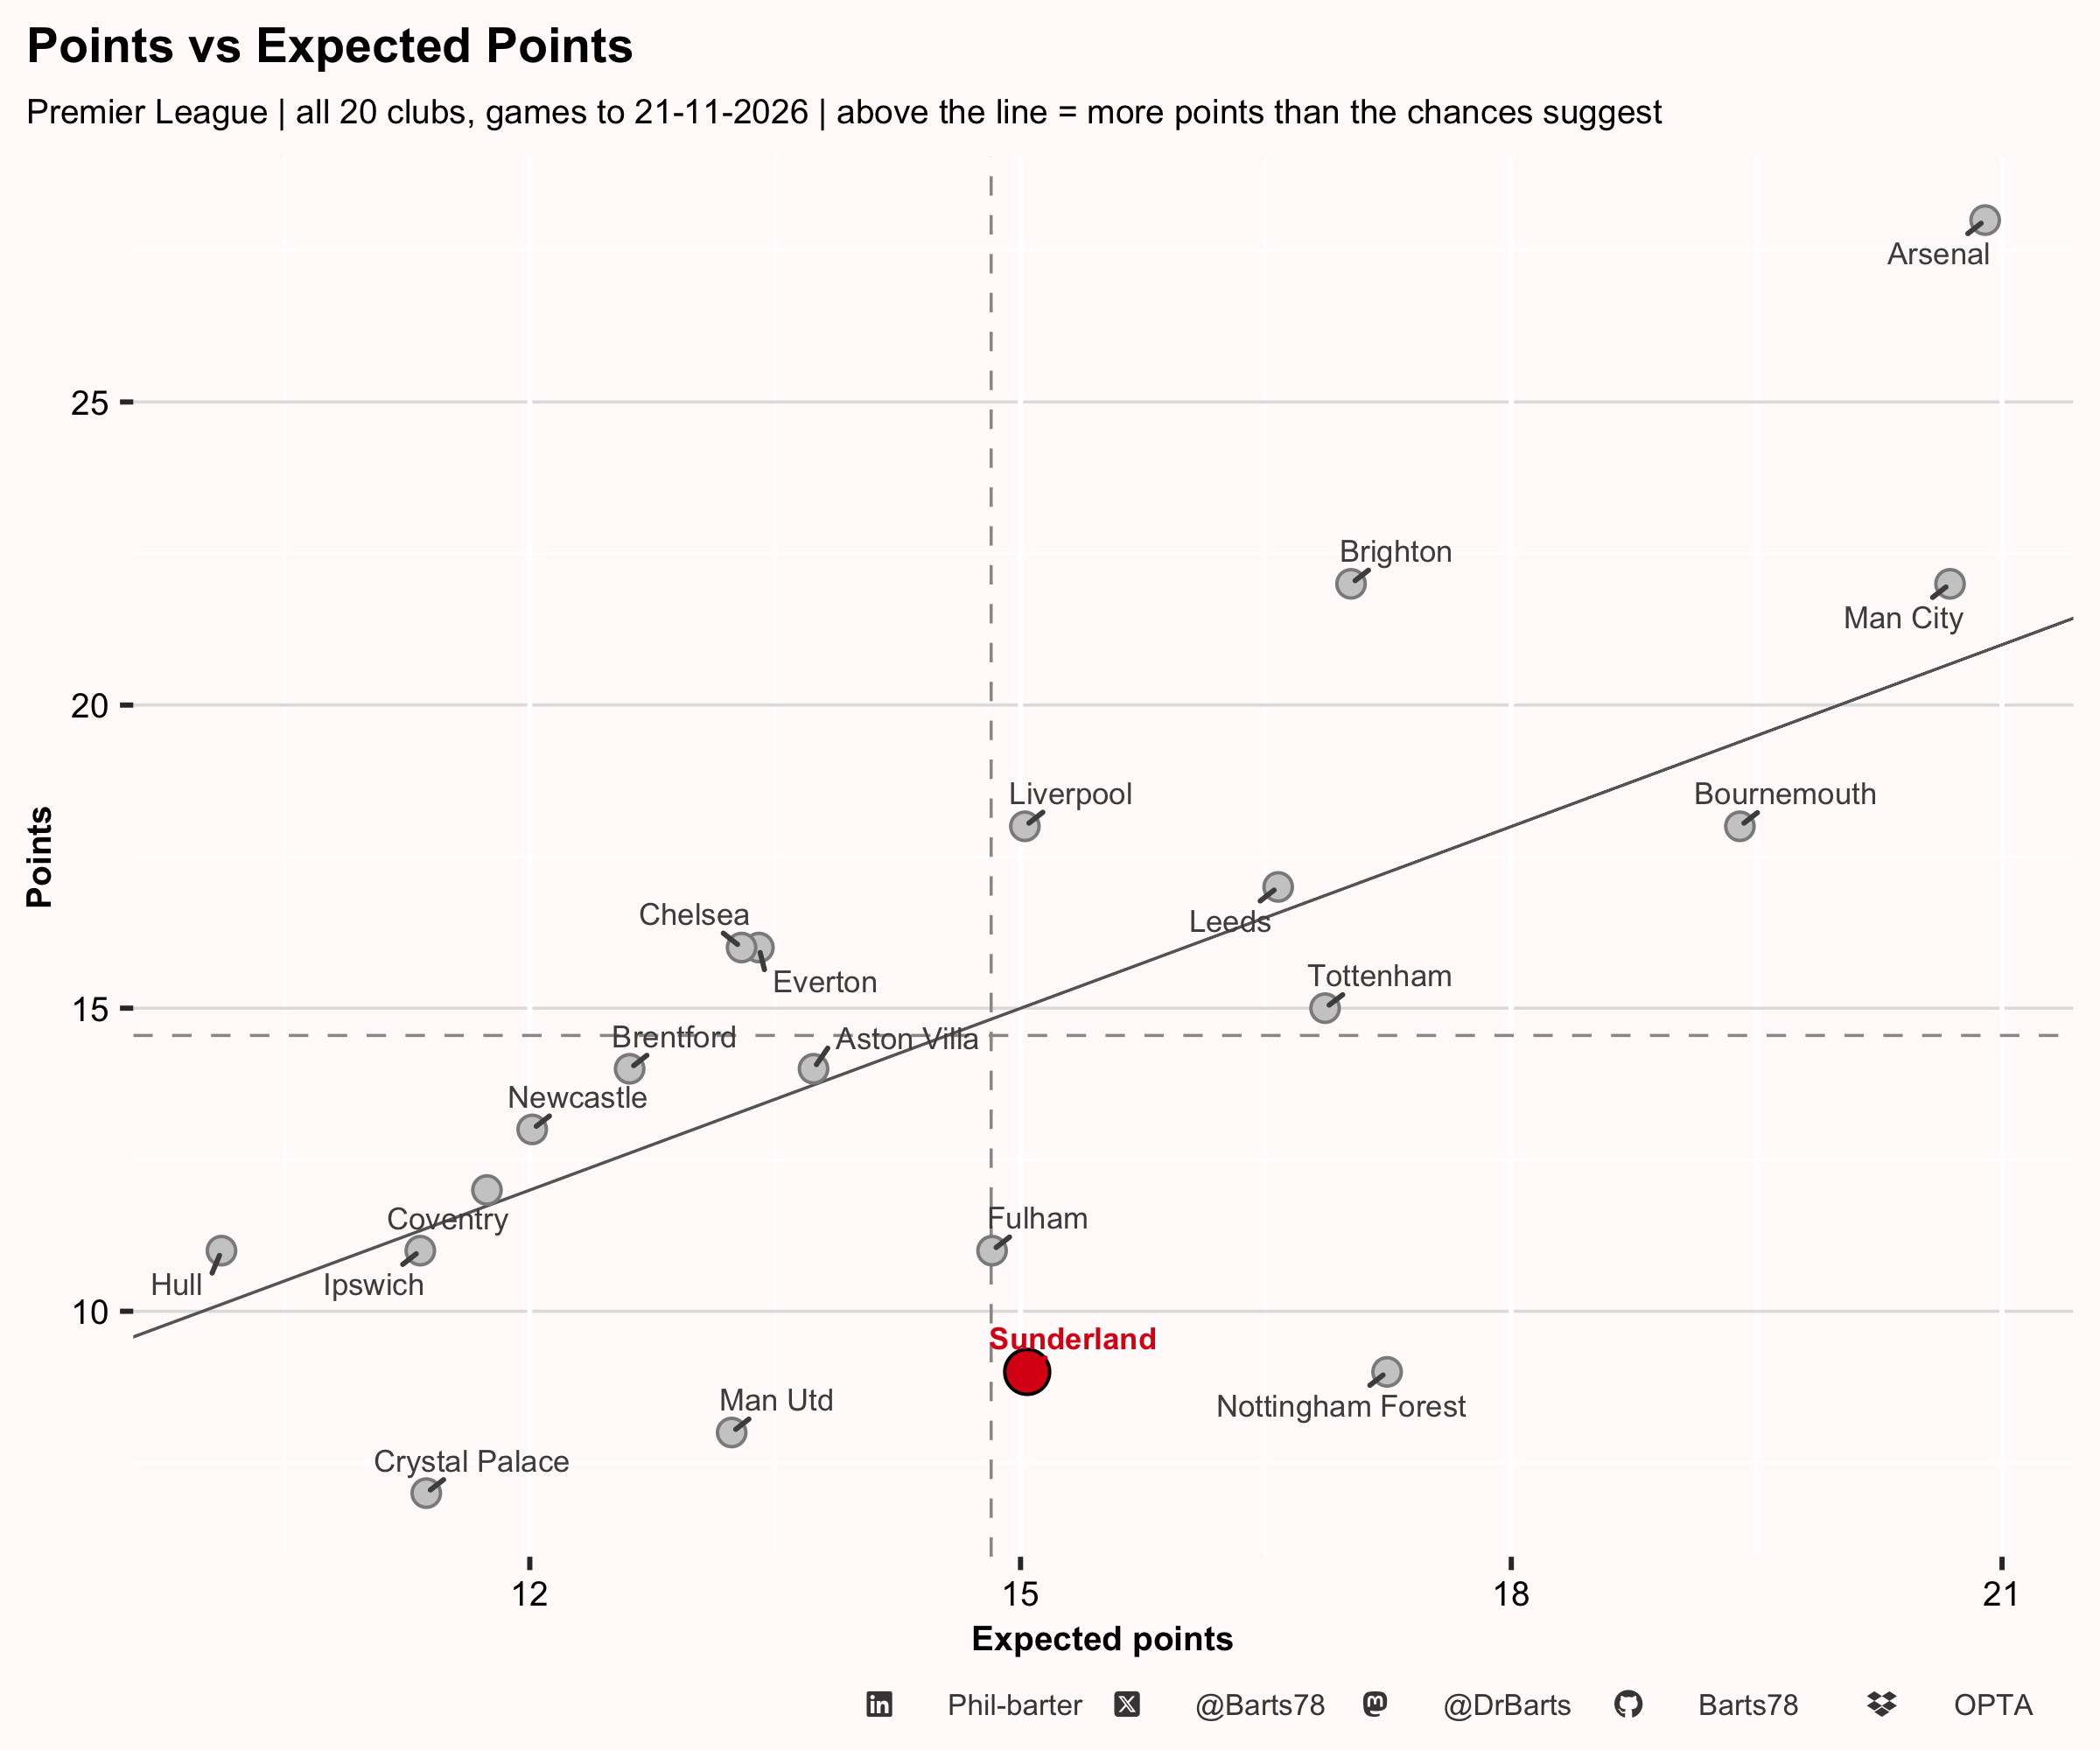 Points vs Expected Points
Premier League | all 20 clubs, games to 21-11-2026 | above the line = more points than the chances suggest
Arsenal
25
Brighton
Man City
20
Liverpool
Bournemouth
Chelsea
Leeds
Everton
Tottenham
15
Brentford
Aston Villa
Newcastle
Coventry
Fulham
Hull
Ipswich
10
Sunderland
Man Utd
Nottingham Forest
Crystal Palace
Points
12
15
18
21
Expected points
Phil-barter @Barts78 @DrBarts Barts78 OPTA